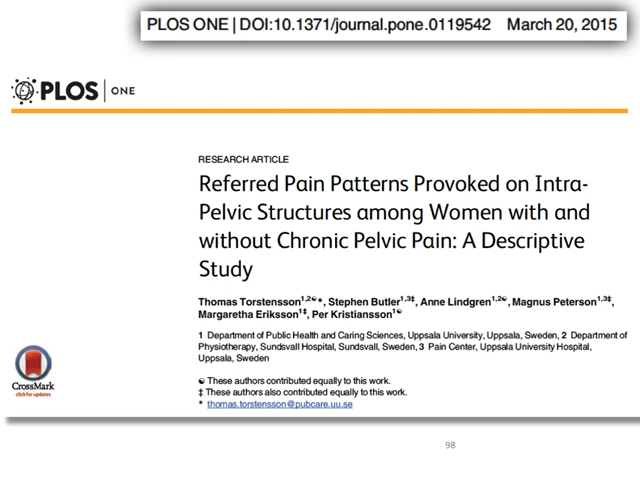 PLOS ONE | DOI:10.1371/journal.pone.0119542 March 20, 2015
PLOS ONE
RESEARCH ARTICLE
Referred Pain Patterns Provoked on Intra-
Pelvic Structures among Women with and
without Chronic Pelvic Pain: A Descriptive
Study
Thomas Torstensson1,2☯*, Stephen Butler1,3‡, Anne Lindgren1,2☯, Magnus Peterson1,3‡,
Margaretha Eriksson1‡, Per Kristiansson1☯
1 Department of Public Health and Caring Sciences, Uppsala University, Uppsala, Sweden, 2 Department of
Physiotherapy, Sundsvall Hospital, Sundsvall, Sweden, 3 Pain Center, Uppsala University Hospital,
Uppsala, Sweden
☯ These authors contributed equally to this work.
‡ These authors also contributed equally to this work.
* thomas.torstensson@pubcare.uu.se
CrossMark
click for updates
98